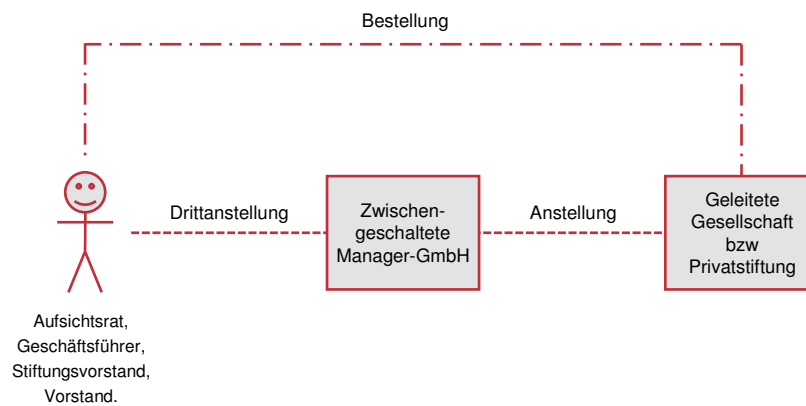 Bestellung
Drittanstellung
Zwischen-
geschaltete
Manager-GmbH
Anstellung
Geleitete
Gesellschaft
bzw
Privatstiftung
Aufsichtsrat,
Geschäftsführer,
Stiftungsvorstand,
Vorstand.